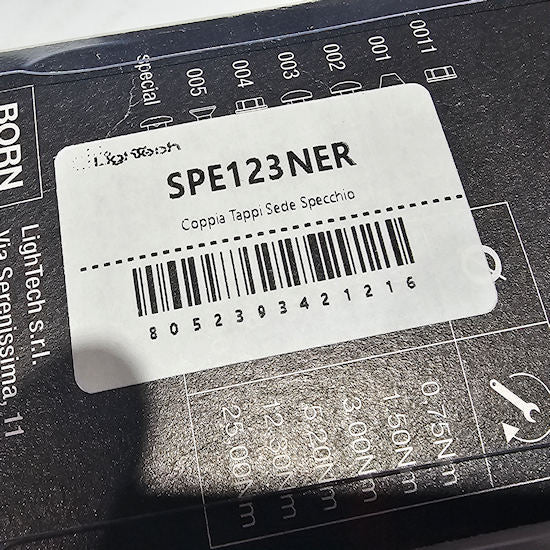 LighTech
SPE123NER
Coppia Tappi Sede Specchio
8052393421216
special
005
004
003
002
001
0011
BORN
LighTech s.r.l.
Via Serenissima, 11
0.75Nm
1.50Nm
3.00Nm
5.20Nm
12.30Nm
25.00Nm